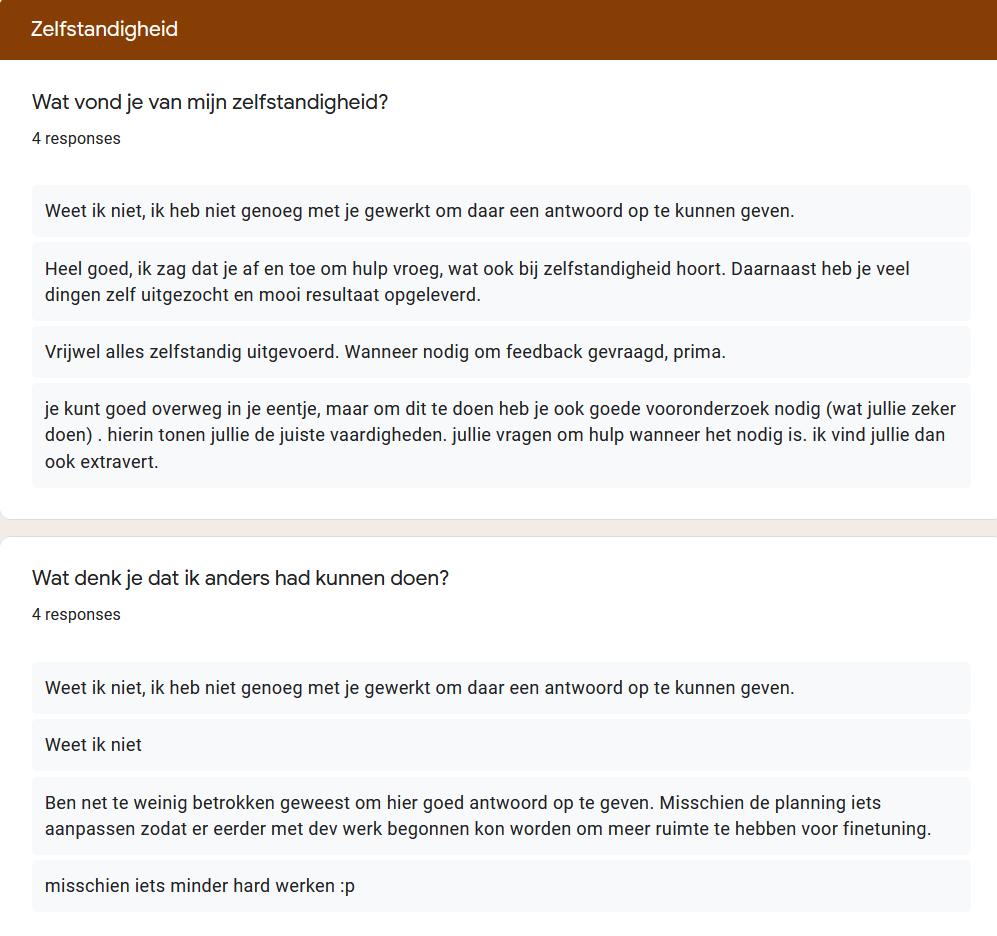 Zelfstandigheid
Wat vond je van mijn zelfstandigheid?
4 responses
Weet ik niet, ik heb niet genoeg met je gewerkt om daar een antwoord op te kunnen geven.
Heel goed, ik zag dat je af en toe om hulp vroeg, wat ook bij zelfstandigheid hoort. Daarnaast heb je veel
dingen zelf uitgezocht en mooi resultaat opgeleverd.
Vrijwel alles zelfstandig uitgevoerd. Wanneer nodig om feedback gevraagd, prima.
je kunt goed overweg in je eentje, maar om dit te doen heb je ook goede vooronderzoek nodig (wat jullie zeker
doen) . hierin tonen jullie de juiste vaardigheden. jullie vragen om hulp wanneer het nodig is. ik vind jullie dan
ook extravert.
Wat denk je dat ik anders had kunnen doen?
4 responses
Weet ik niet, ik heb niet genoeg met je gewerkt om daar een antwoord op te kunnen geven.
Weet ik niet
Ben net te weinig betrokken geweest om hier goed antwoord op te geven. Misschien de planning iets
aanpassen zodat er eerder met dev werk begonnen kon worden om meer ruimte te hebben voor finetuning.
misschien iets minder hard werken :p